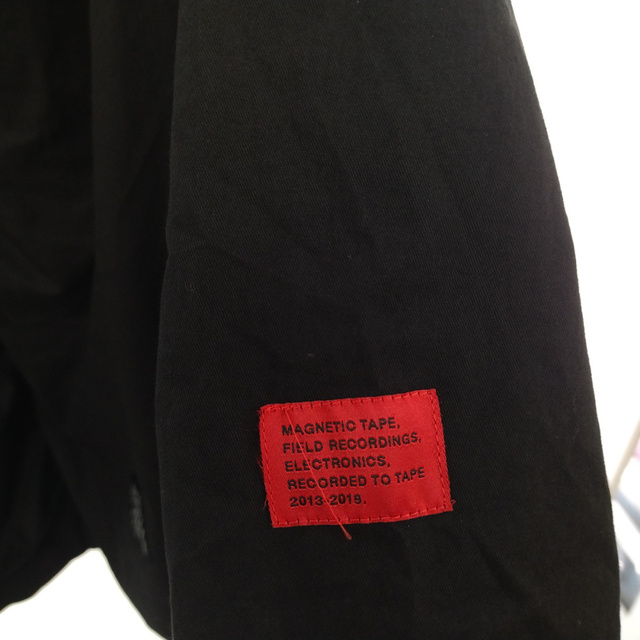 MAGNETIC TAPE,
FIELD RECORDINGS,
ELECTRONICS,
RECORDED TO TAPE
2013-2019.